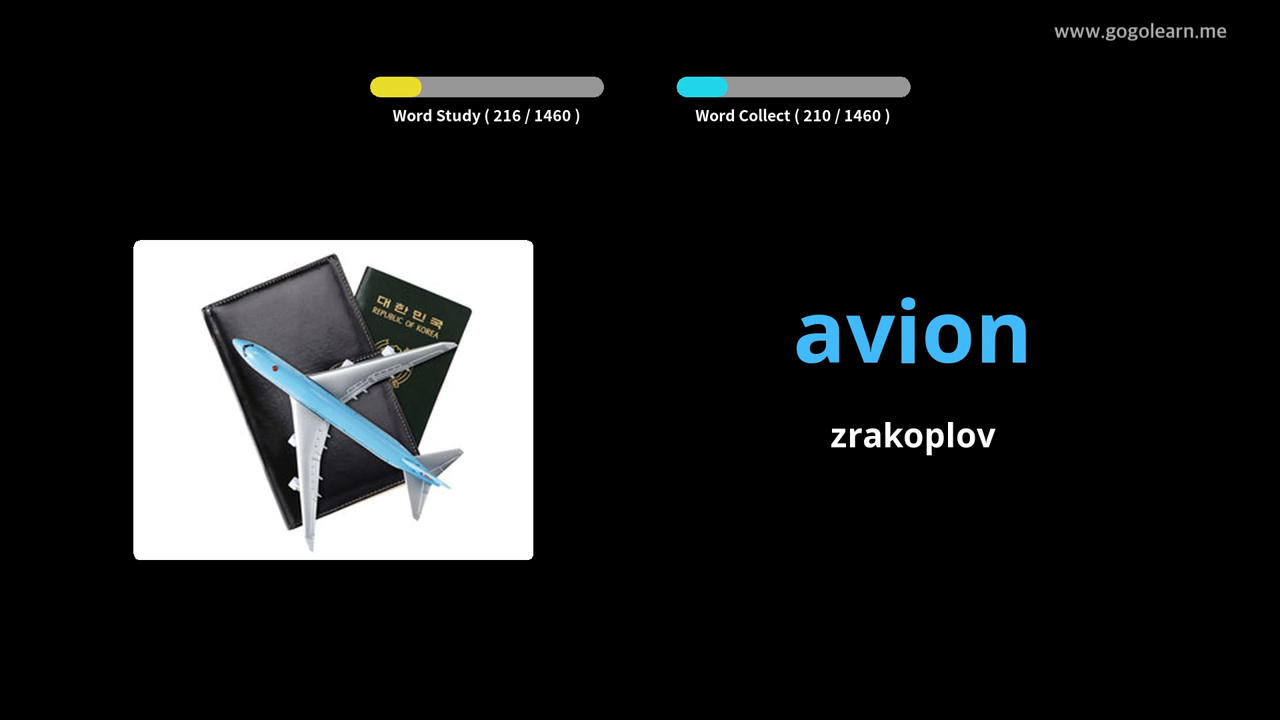 www.gogolearn.me
Word Study ( 216 / 1460 )
Word Collect ( 210 / 1460 )
대한민국
REPUBLIC OF KOREA
avion
zrakoplov